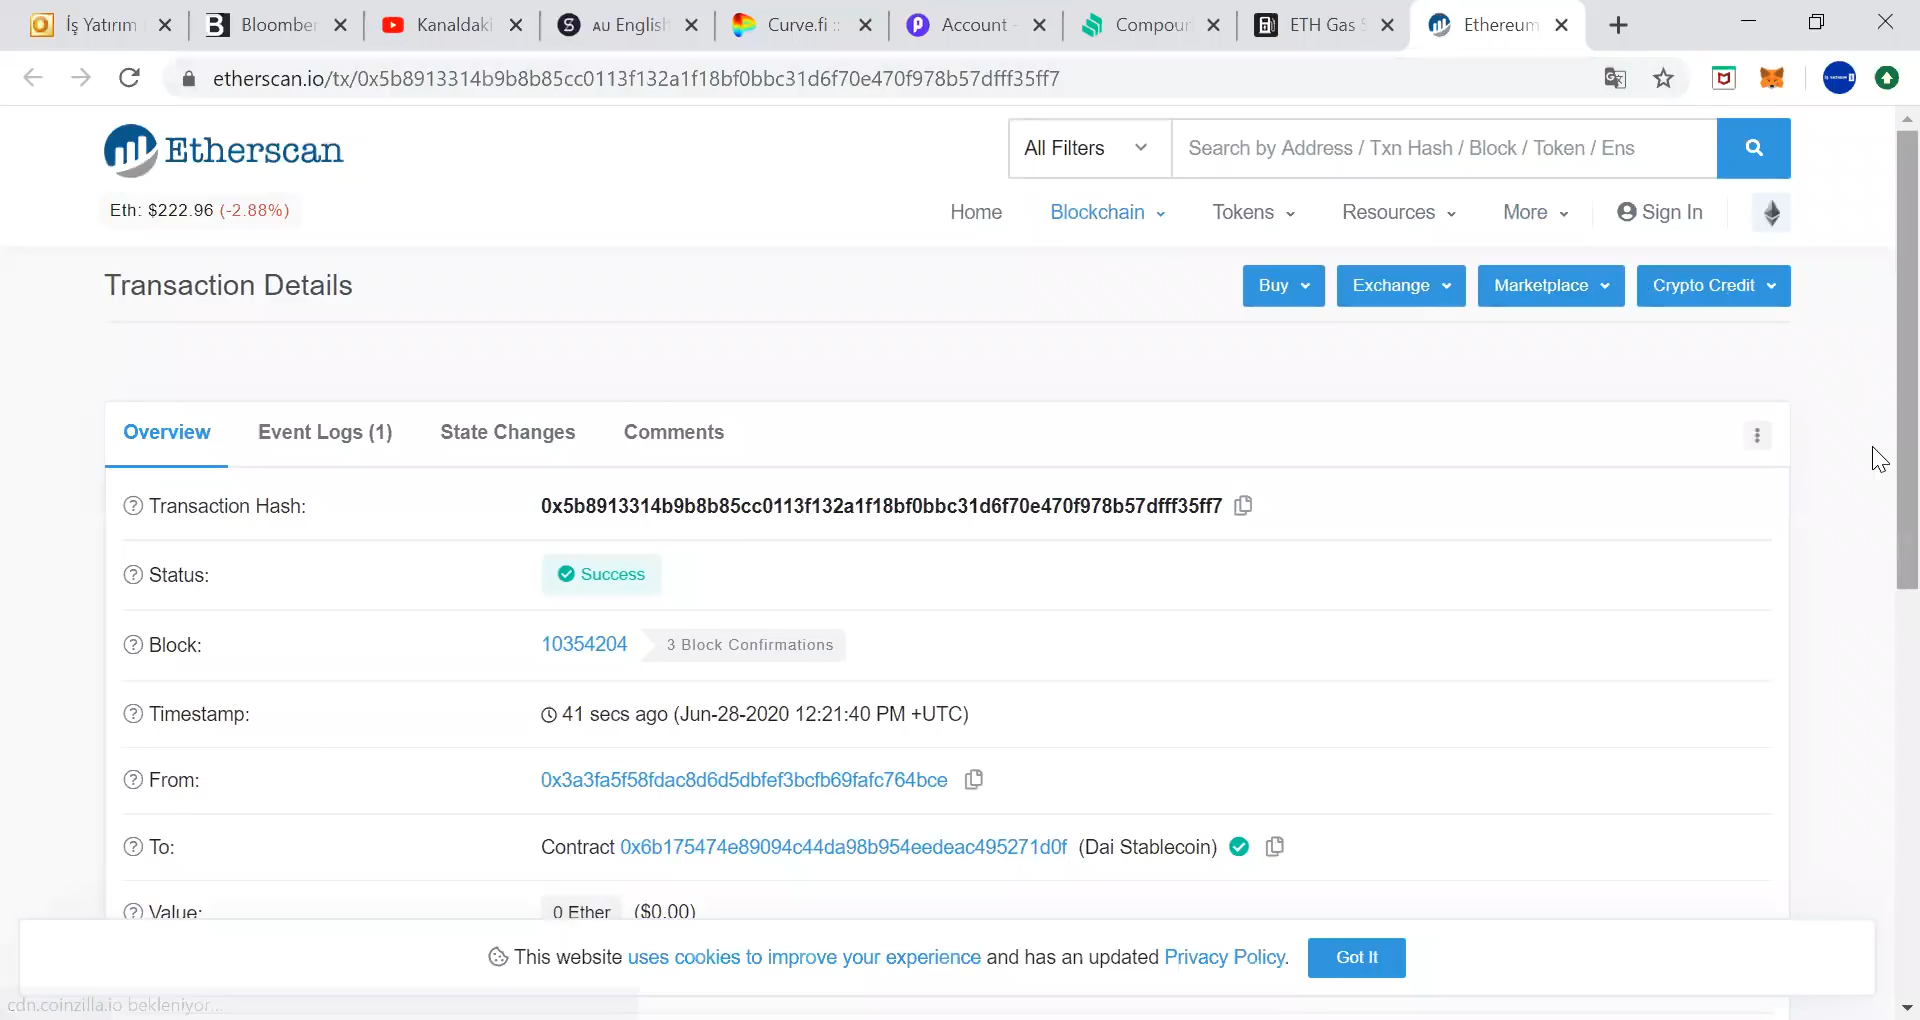 İş Yatırım
Bloomber
Kanaldaki
AU English
Curve.fi ::
Account -
Compoun
ETH Gas S
Ethereum
etherscan.io/tx/0x5b8913314b9b8b85cc0113f132a1f18bf0bbc31d6f70e470f978b57dfff35ff7
Etherscan
All Filters
Search by Address / Txn Hash / Block / Token / Ens
Eth: $222.96 (-2.88%)
Home
Blockchain
Tokens
Resources
More
Sign In
Transaction Details
Buy
Exchange
Marketplace
Crypto Credit
Overview
Event Logs (1)
State Changes
Comments
Transaction Hash:
0x5b8913314b9b8b85cc0113f132a1f18bf0bbc31d6f70e470f978b57dfff35ff7
Status:
Success
Block:
10354204
3 Block Confirmations
Timestamp:
41 secs ago (Jun-28-2020 12:21:40 PM +UTC)
From:
0x3a3fa5f58fdac8d6d5dbfef3bcfb69fafc764bce
To:
Contract 0x6b175474e89094c44da98b954eedeac495271d0f (Dai Stablecoin)
Value:
0 Ether ($0.00)
This website uses cookies to improve your experience and has an updated Privacy Policy.
Got It
cdn.coinzilla.io bekleniyor...